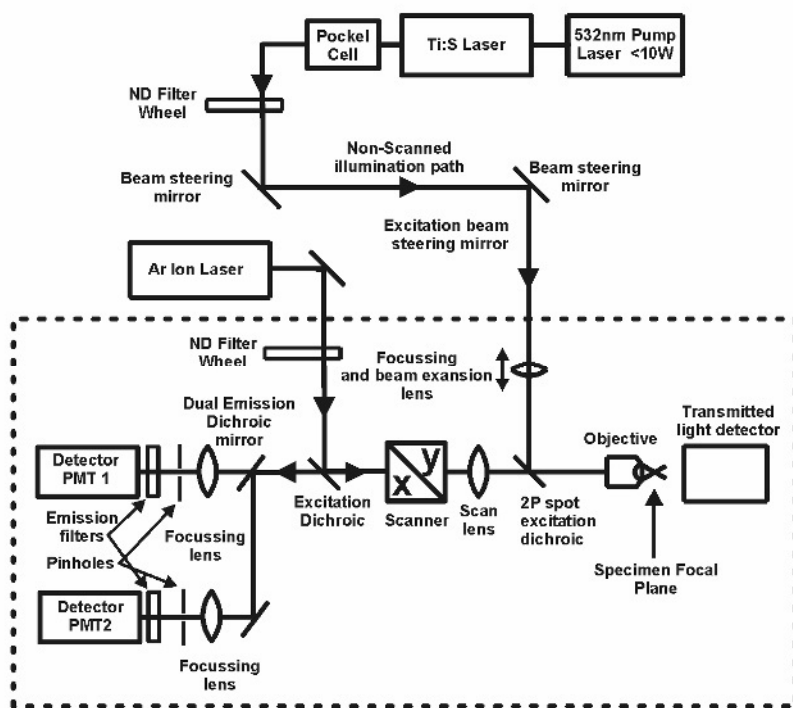 Pockel
Cell
Ti:S Laser
532nm Pump
Laser <10W
ND Filter
Wheel
Non-Scanned
illumination path
Beam steering
mirror
Beam steering
mirror
Excitation beam
steering mirror
Ar Ion Laser
ND Filter
Wheel
Focussing
and beam exansion
lens
Dual Emission
Dichroic
mirror
Transmitted
light detector
Objective
Detector
PMT 1
x y
Emission
filters
Focussing
lens
Excitation
Dichroic
Scanner
Scan
lens
2P spot
excitation
dichroic
Pinholes
Specimen Focal
Plane
Detector
PMT2
Focussing
lens